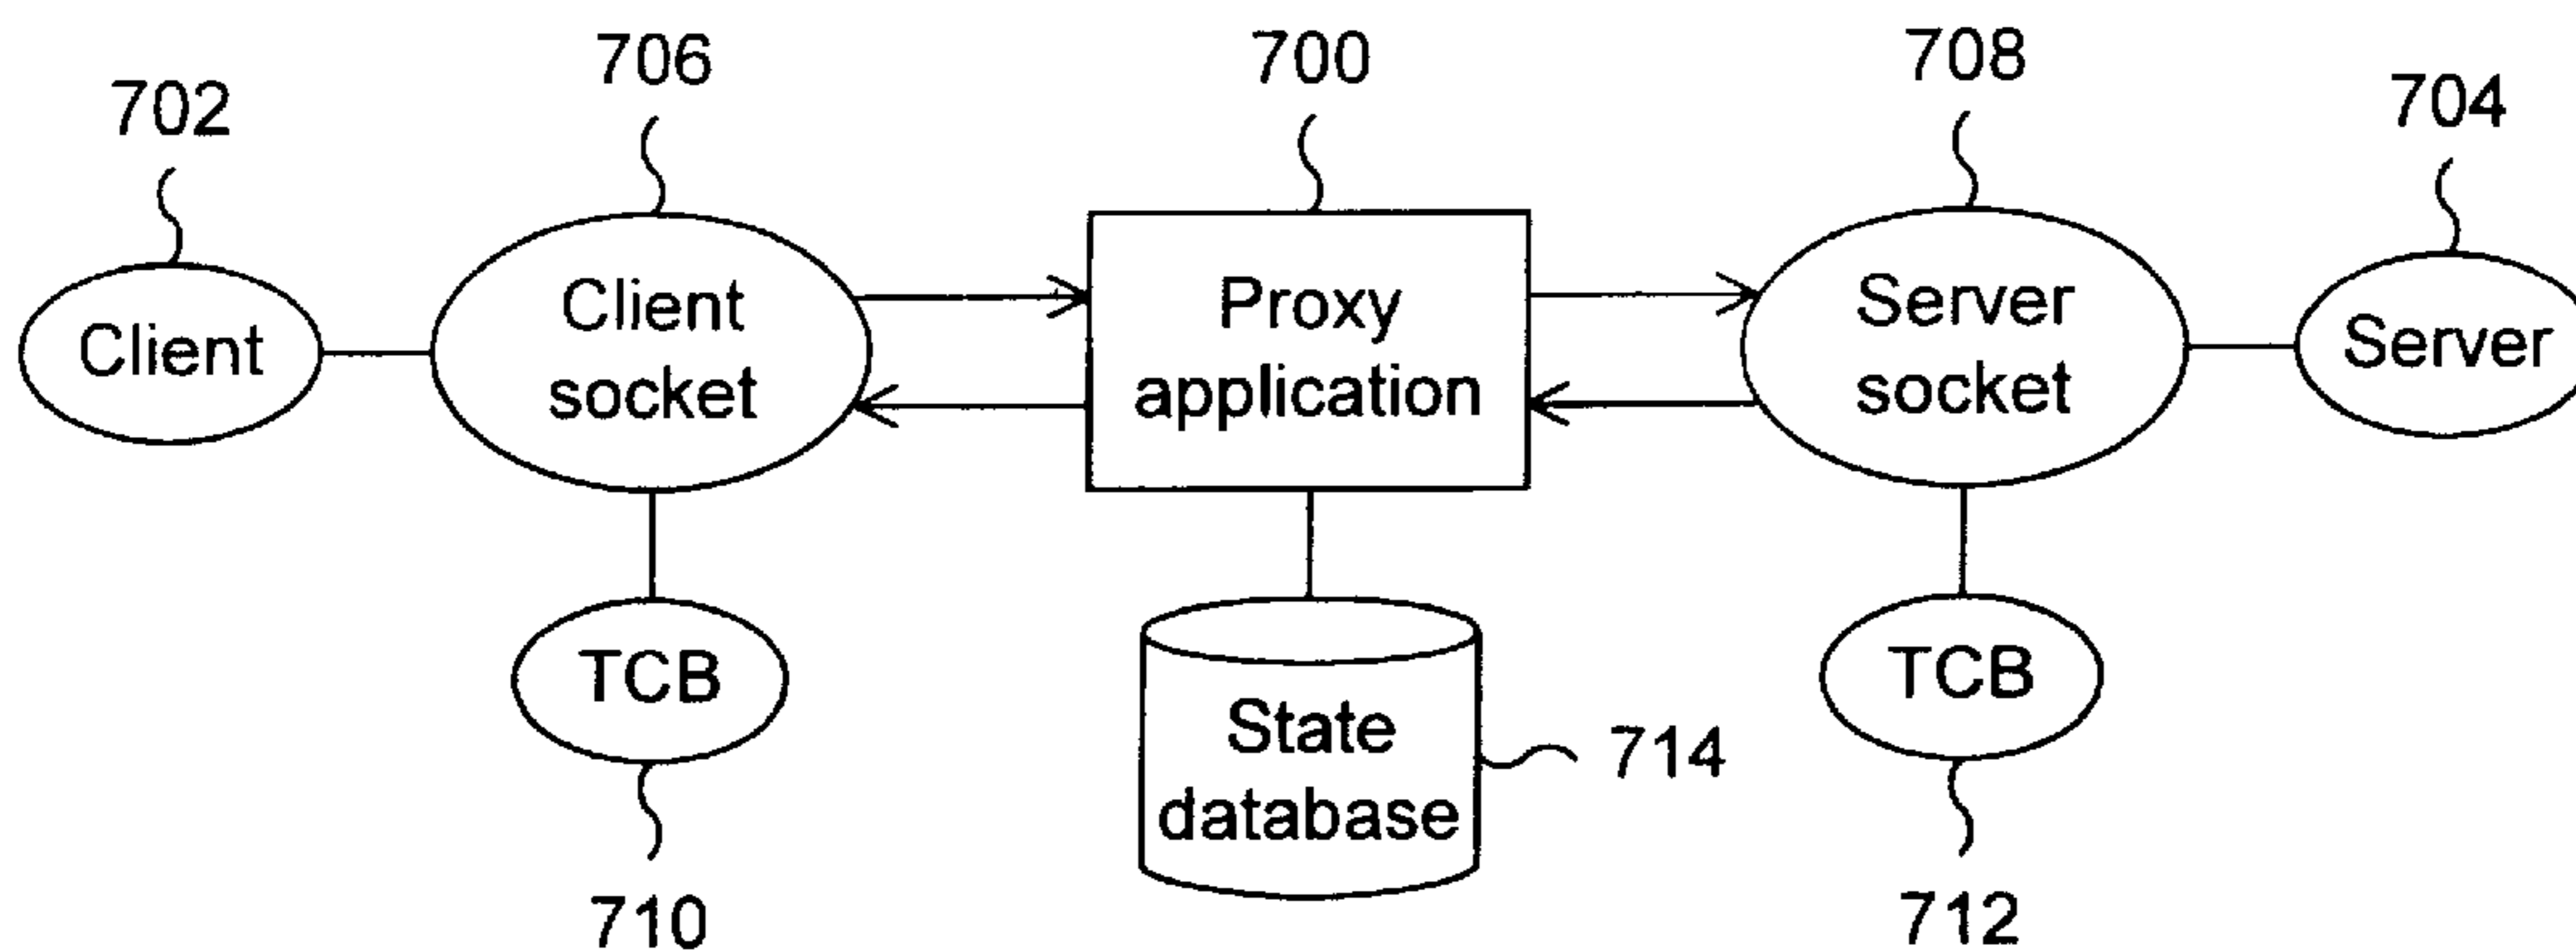 702
706
700
708
704
Client
Client
socket
Proxy
application
Server
socket
Server
TCB
State
database
714
TCB
710
712